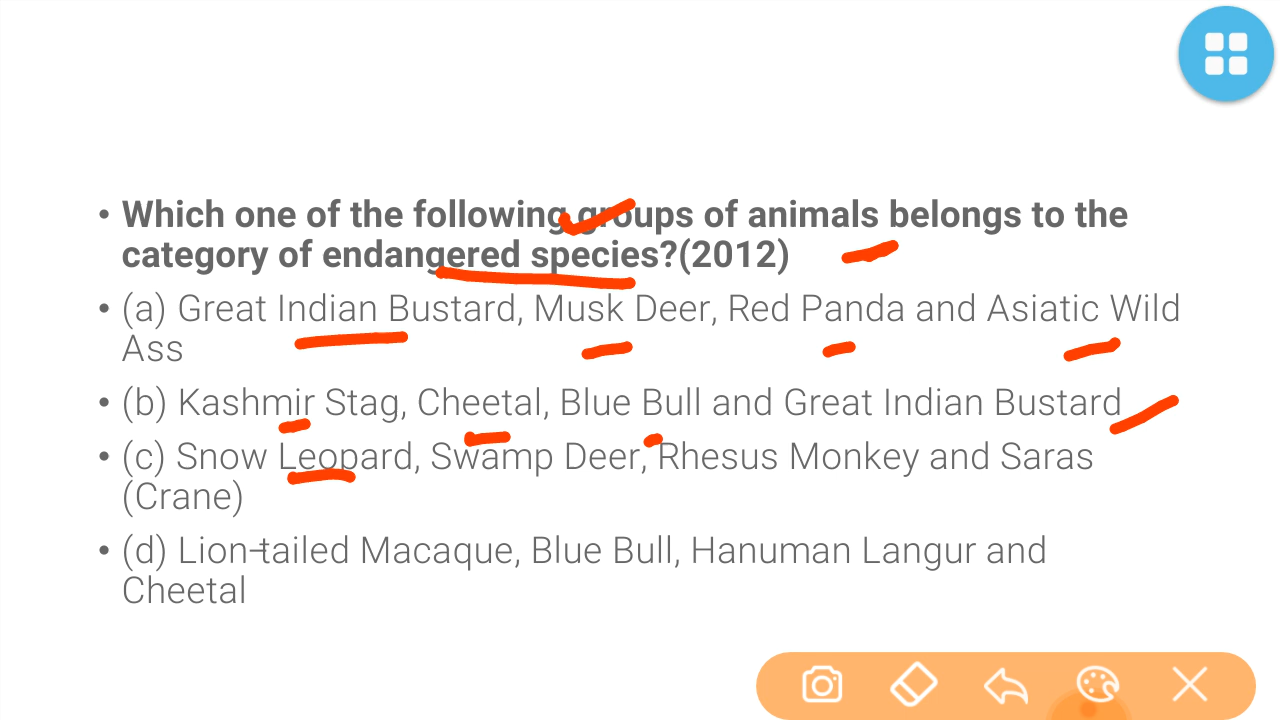 • Which one of the following groups of animals belongs to the
category of endangered species?(2012)
• (a) Great Indian Bustard, Musk Deer, Red Panda and Asiatic Wild
Ass
• (b) Kashmir Stag, Cheetal, Blue Bull and Great Indian Bustard
• (c) Snow Leopard, Swamp Deer, Rhesus Monkey and Saras
(Crane)
• (d) Lion-tailed Macaque, Blue Bull, Hanuman Langur and
Cheetal